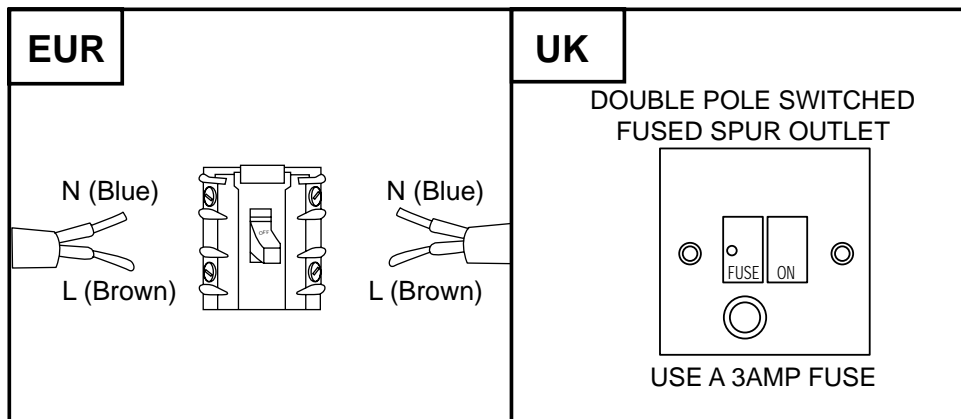 EUR
N (Blue)
L (Brown)
OFF
N (Blue)
L (Brown)
UK
DOUBLE POLE SWITCHED
FUSED SPUR OUTLET
FUSE
ON
USE A 3AMP FUSE